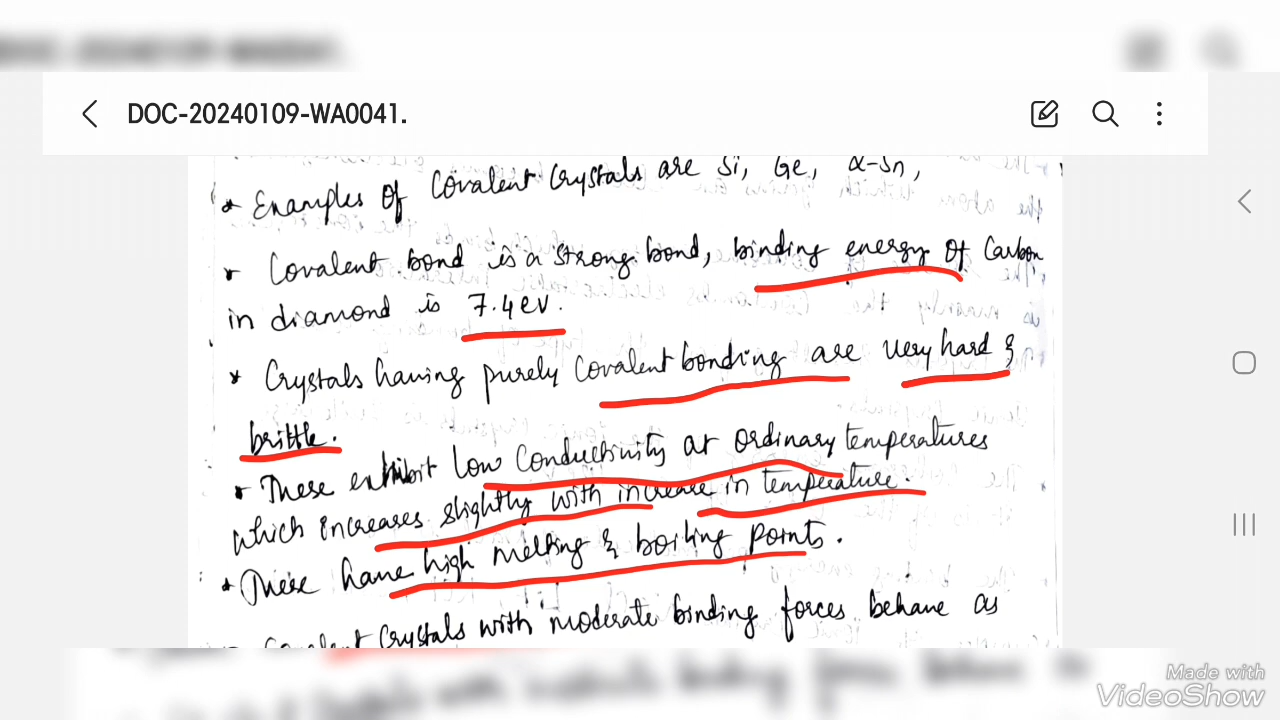 DOC-20240109-WA0041.
* Examples of Covalent Crystals are Si, Ge, α-Sn,
* Covalent bond is a strong bond, binding energy of Carbon
in diamond is 7.4 eV.
* Crystals having purely covalent bonding are very hard &
brittle.
* These exhibit low conductivity at ordinary temperatures
which increases slightly with increase in temperature.
* These have high melting & boiling points.
Crystals with moderate binding forces behave as
Made with
VideoShow